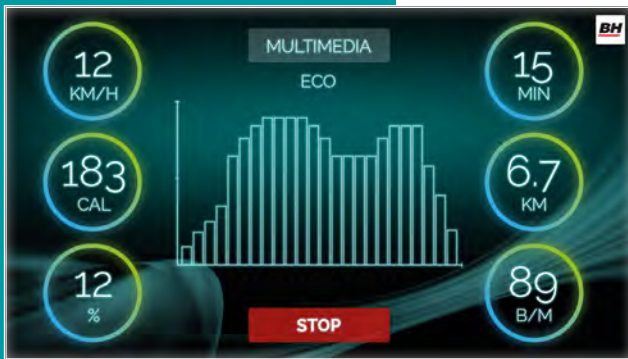 BH
MULTIMEDIA
ECO
12
KM/H
183
CAL
12
%
15
MIN
6.7
KM
89
B/M
STOP